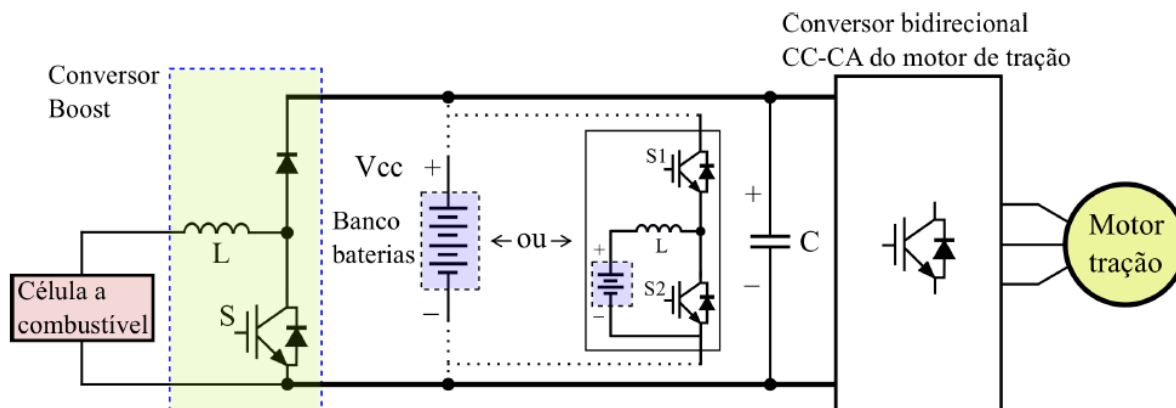 Conversor
Boost
Conversor bidirecional
CC-CA do motor de tração
Vcc
+
Banco
baterias
−
←ou→
S1
+
L
S2
−
+
C
−
L
S
Célula a
combustível
Motor
tração